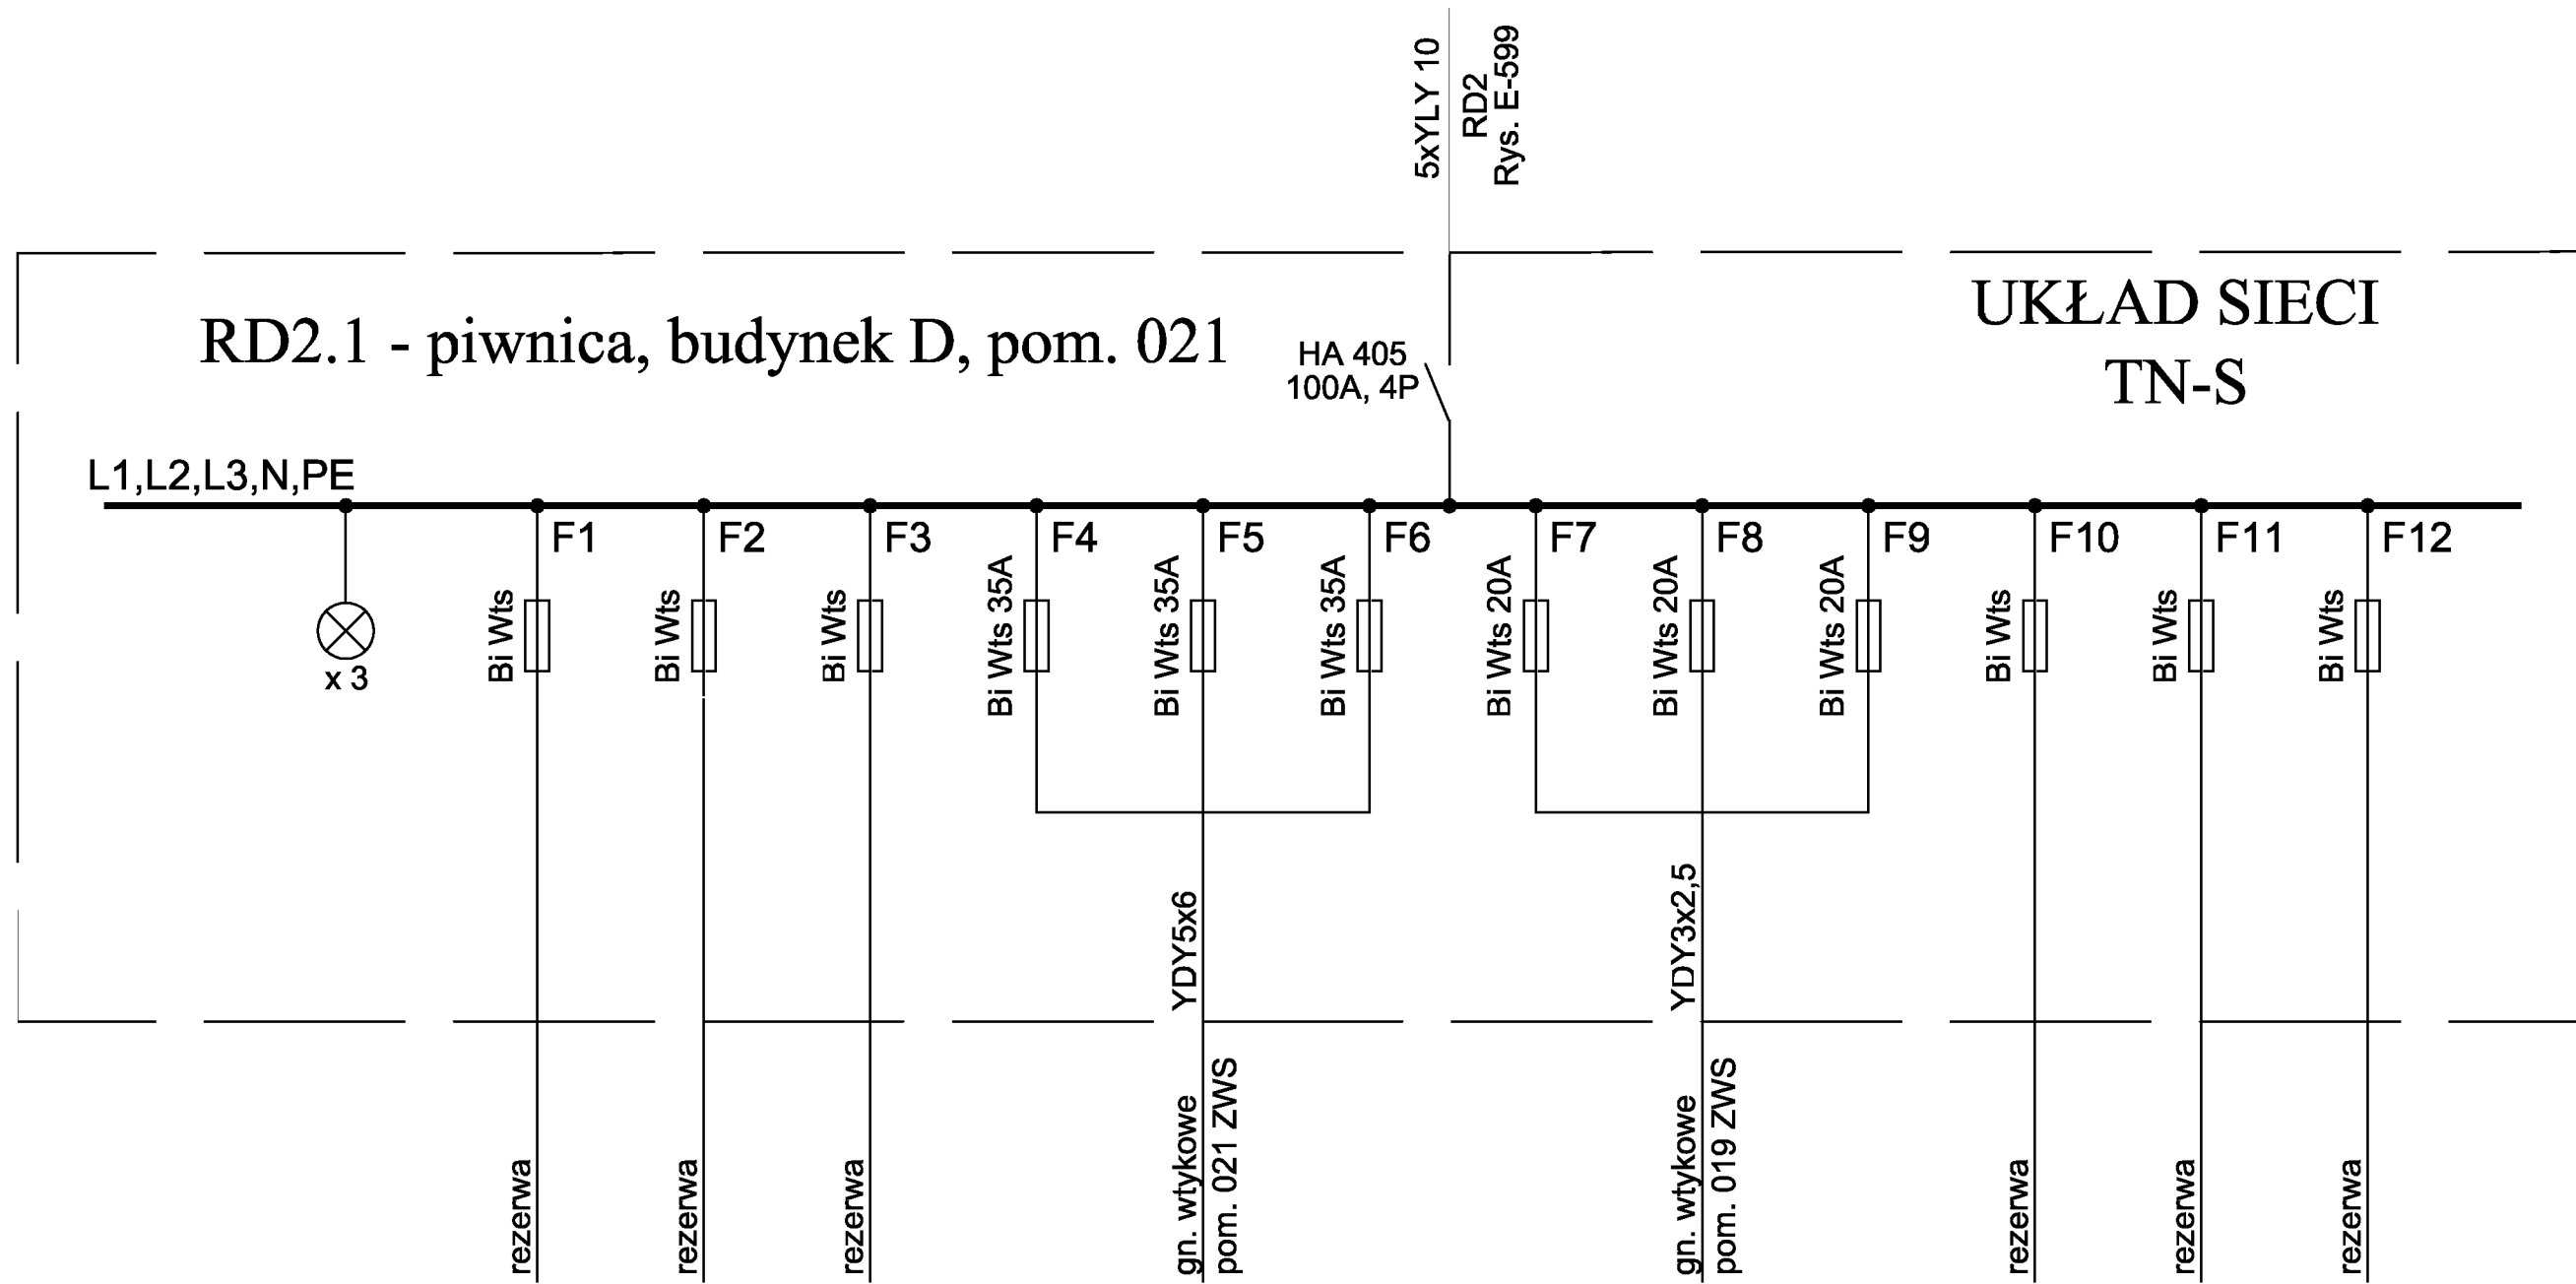 5xYLY 10
RD2
Rys. E-599
RD2.1 - piwnica, budynek D, pom. 021
UKŁAD SIECI
TN-S
HA 405
100A, 4P
L1,L2,L3,N,PE
x 3
F1
F2
F3
F4
F5
F6
F7
F8
F9
F10
F11
F12
Bi Wts
Bi Wts
Bi Wts
Bi Wts 35A
Bi Wts 35A
Bi Wts 35A
Bi Wts 20A
Bi Wts 20A
Bi Wts 20A
Bi Wts
Bi Wts
Bi Wts
YDY5x6
YDY3x2,5
rezerwa
rezerwa
rezerwa
gn. wtykowe
pom. 021 ZWS
gn. wtykowe
pom. 019 ZWS
rezerwa
rezerwa
rezerwa